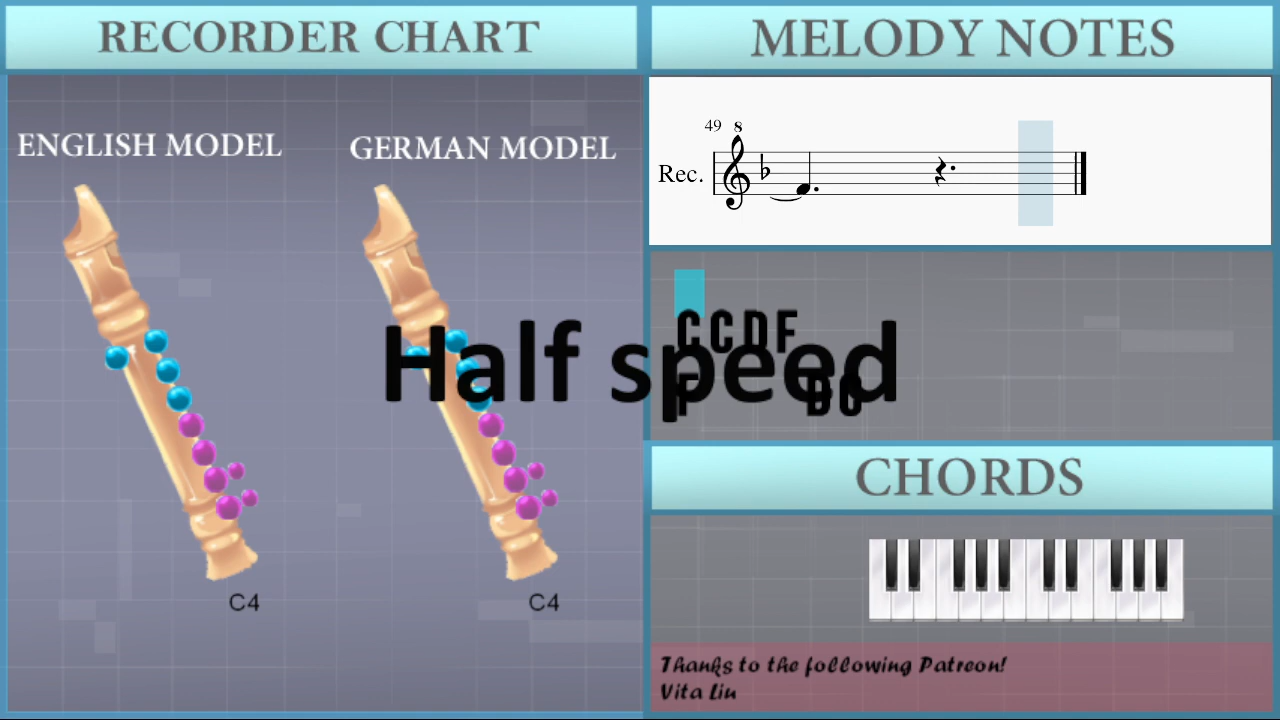 RECORDER CHART
MELODY NOTES
ENGLISH MODEL
GERMAN MODEL
49 8
Rec.
CCDF
Half speed
F
CHORDS
C4
C4
Thanks to the following Patreon!
Vita Liu